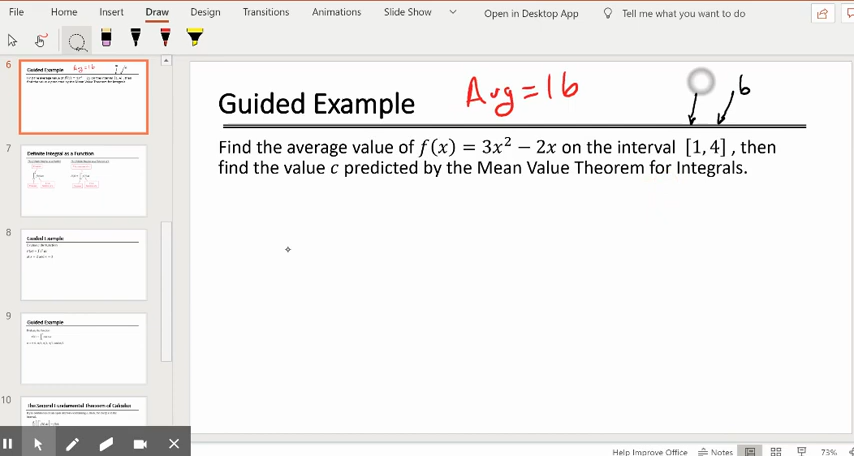 File Home Insert Draw Design Transitions Animations Slide Show Open in Desktop App Tell me what you want to do
6
Guided Example Avg=16
7
Definite Integral as a Function
8
Guided Example
9
Guided Example
10
The Second Fundamental Theorem of Calculus
Guided Example Avg = 16 b
Find the average value of f(x) = 3x² − 2x on the interval [1, 4] , then
find the value c predicted by the Mean Value Theorem for Integrals.
Help Improve Office Notes 73%